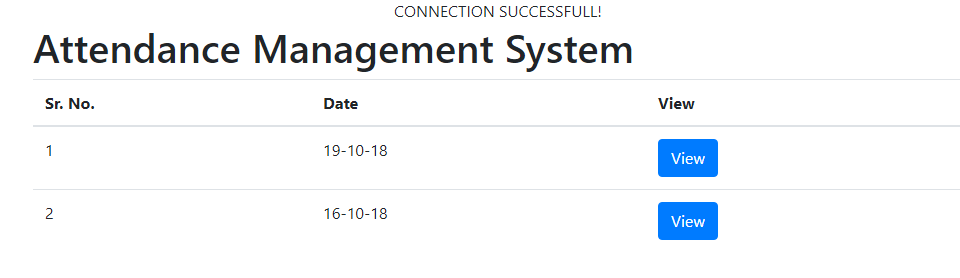 CONNECTION SUCCESSFULL!
Attendance Management System
Sr. No. Date View
1 19-10-18 View
2 16-10-18 View